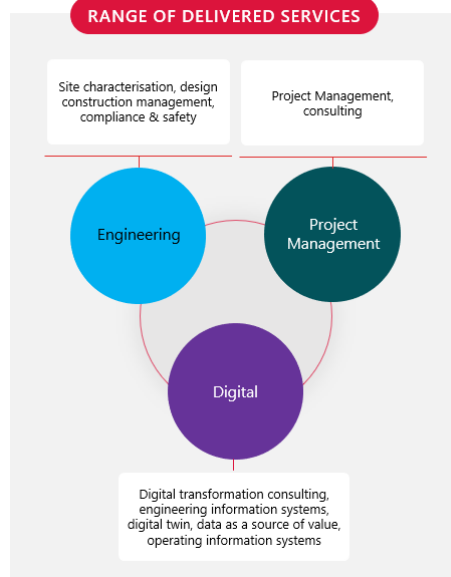 RANGE OF DELIVERED SERVICES
Site characterisation, design
construction management,
compliance & safety
Project Management,
consulting
Engineering
Project
Management
Digital
Digital transformation consulting,
engineering information systems,
digital twin, data as a source of value,
operating information systems